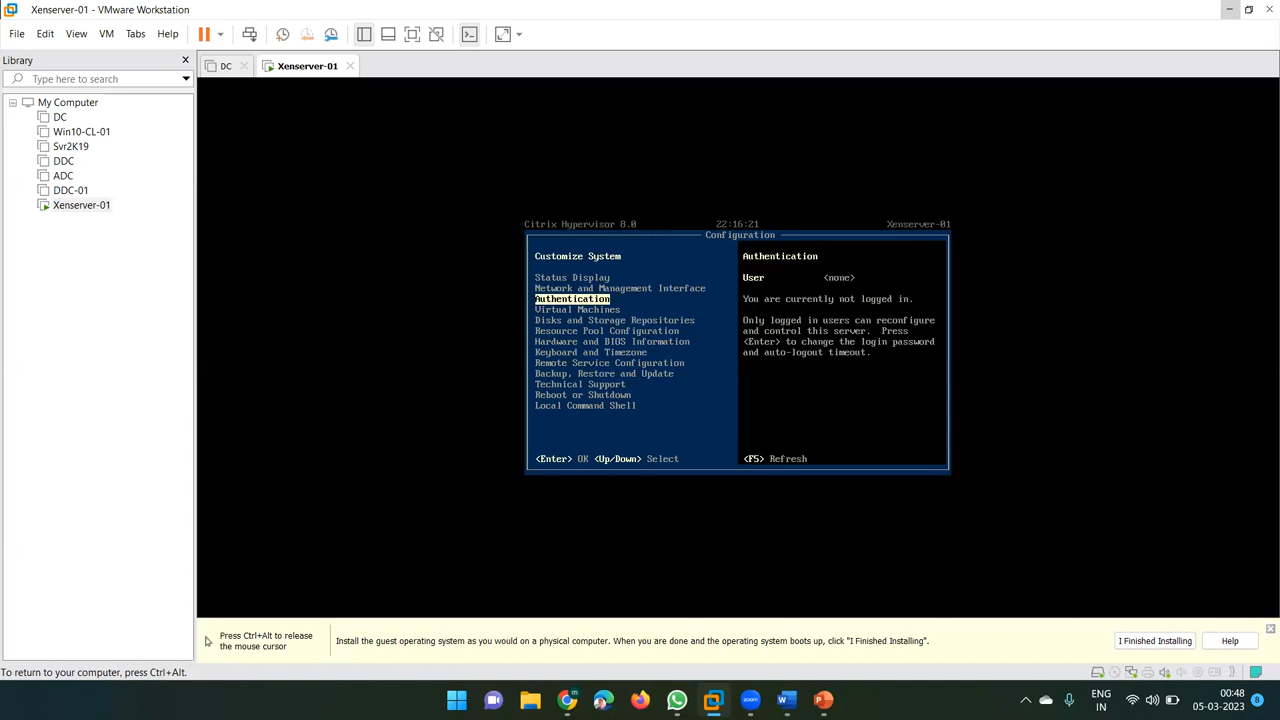 Xenserver-01 - VMware Workstation
File Edit View VM Tabs Help
Library
Type here to search
DC
Xenserver-01
My Computer
DC
Win10-CL-01
Svr2K19
DDC
ADC
DDC-01
Xenserver-01
Citrix Hypervisor 8.0 22:16:21 Xenserver-01
Configuration
Customize System
Status Display
Network and Management Interface
Authentication
Virtual Machines
Disks and Storage Repositories
Resource Pool Configuration
Hardware and BIOS Information
Keyboard and Timezone
Remote Service Configuration
Backup, Restore and Update
Technical Support
Reboot or Shutdown
Local Command Shell
<Enter> OK <Up/Down> Select
Authentication
User <none>
You are currently not logged in.
Only logged in users can reconfigure
and control this server. Press
<Enter> to change the login password
and auto-logout timeout.
<F5> Refresh
Press Ctrl+Alt to release
the mouse cursor
Install the guest operating system as you would on a physical computer. When you are done and the operating system boots up, click "I Finished Installing".
I Finished Installing
Help
To return to your computer, press Ctrl+Alt.
ENG
IN
00:48
05-03-2023
8